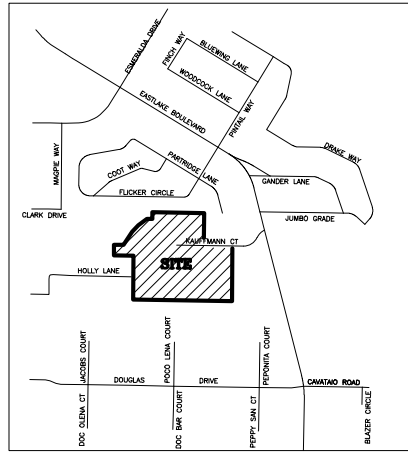 ESMERALDA DRIVE
FINCH WAY
BLUEWING LANE
WOODCOCK LANE
EASTLAKE BOULEVARD
PINTAIL WAY
DRAKE WAY
MAGPIE WAY
COOT WAY
PARTRIDGE LANE
GANDER LANE
FLICKER CIRCLE
CLARK DRIVE
JUMBO GRADE
KAUFFMANN CT
SITE
HOLLY LANE
JACOBS COURT
POCO LENA COURT
PEPONITA COURT
DOUGLAS DRIVE
CAVATAIO ROAD
DOC OLENA CT
DOC BAR COURT
PEPPY SAN CT
BLAZER CIRCLE